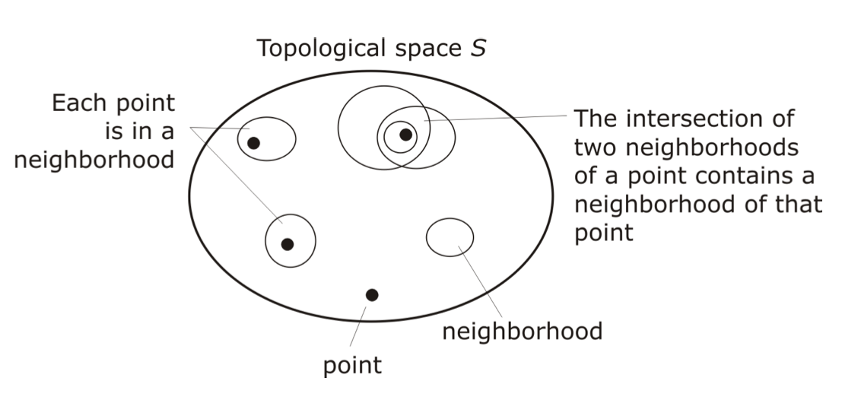 Topological space S
Each point
is in a
neighborhood
The intersection of
two neighborhoods
of a point contains a
neighborhood of that
point
neighborhood
point